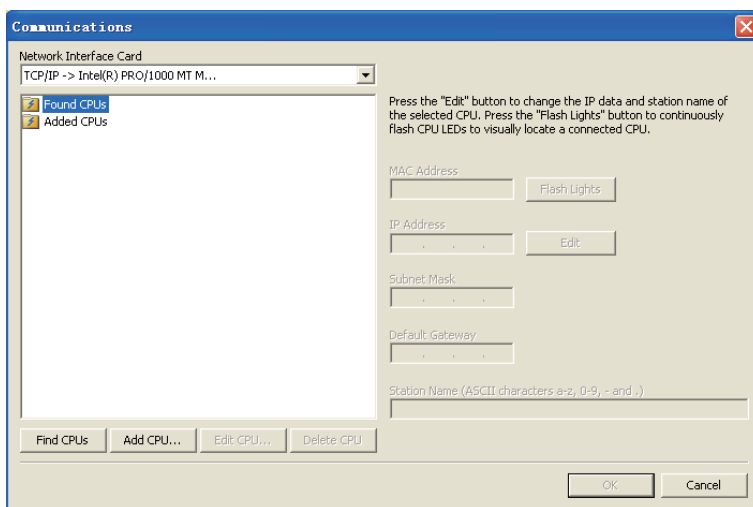 Communications
Network Interface Card
TCP/IP -> Intel(R) PRO/1000 MT M...
Found CPUs
Added CPUs
Press the "Edit" button to change the IP data and station name of
the selected CPU. Press the "Flash Lights" button to continuously
flash CPU LEDs to visually locate a connected CPU.
MAC Address
Flash Lights
IP Address
. . .
Edit
Subnet Mask
. . .
Default Gateway
. . .
Station Name (ASCII characters a-z, 0-9, - and .)
Find CPUs Add CPU... Edit CPU... Delete CPU
OK Cancel